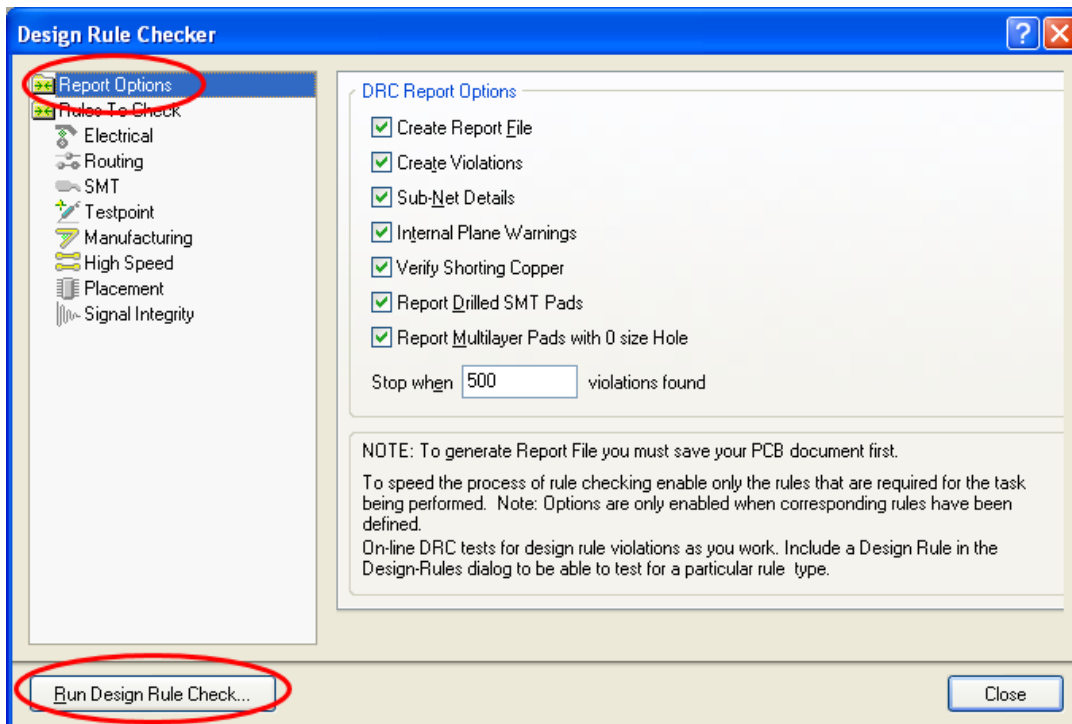 Design Rule Checker
Report Options
Rules To Check
Electrical
Routing
SMT
Testpoint
Manufacturing
High Speed
Placement
Signal Integrity
DRC Report Options
Create Report File
Create Violations
Sub-Net Details
Internal Plane Warnings
Verify Shorting Copper
Report Drilled SMT Pads
Report Multilayer Pads with 0 size Hole
Stop when 500 violations found
NOTE: To generate Report File you must save your PCB document first.
To speed the process of rule checking enable only the rules that are required for the task
being performed. Note: Options are only enabled when corresponding rules have been
defined.
On-line DRC tests for design rule violations as you work. Include a Design Rule in the
Design-Rules dialog to be able to test for a particular rule type.
Run Design Rule Check...
Close